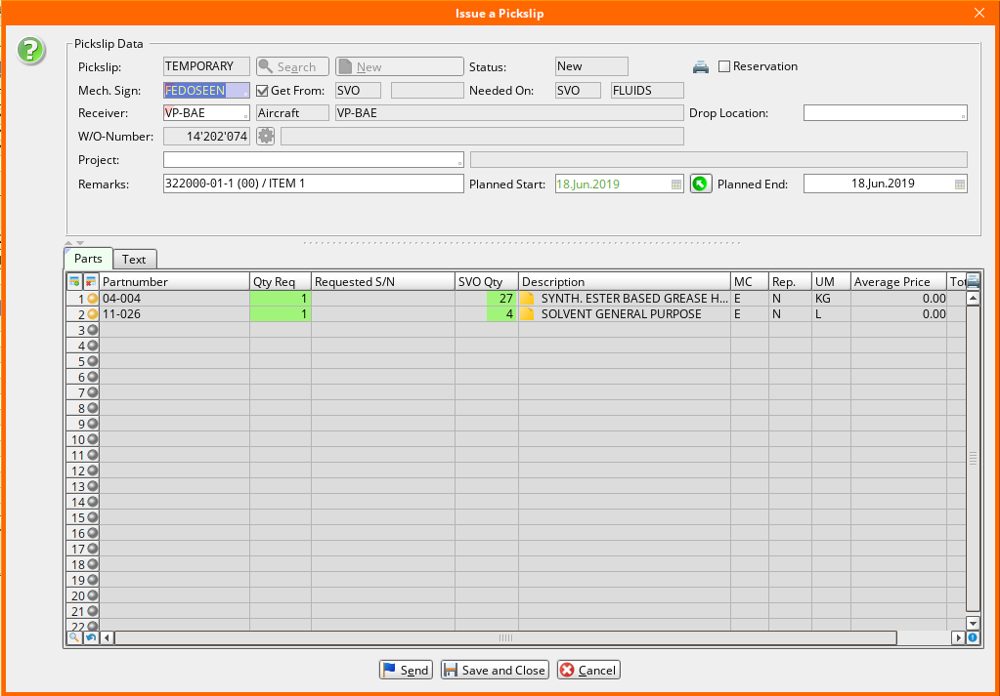 Issue a Pickslip
Pickslip Data
Pickslip: TEMPORARY Search New Status: New Reservation
Mech. Sign: FEDOSEEN Get From: SVO Needed On: SVO FLUIDS
Receiver: VP-BAE Aircraft VP-BAE Drop Location:
W/O-Number: 14'202'074
Project:
Remarks: 322000-01-1 (00) / ITEM 1 Planned Start: 18.Jun.2019 Planned End: 18.Jun.2019
Parts Text
Partnumber Qty Req Requested S/N SVO Qty Description MC Rep. UM Average Price To
1 04-004 1 27 SYNTH. ESTER BASED GREASE H... E N KG 0.00
2 11-026 1 4 SOLVENT GENERAL PURPOSE E N L 0.00
3
4
5
6
7
8
9
10
11
12
13
14
15
16
17
18
19
20
21
22
Send Save and Close Cancel